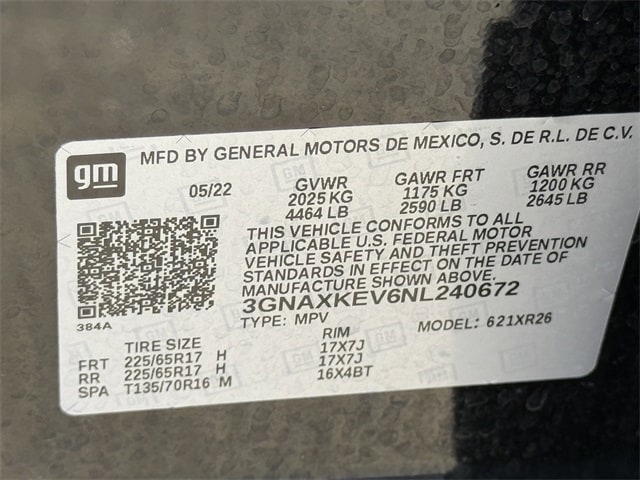 gm MFD BY GENERAL MOTORS DE MEXICO, S. DE R.L. DE C.V.
05/22 GVWR GAWR FRT GAWR RR
2025 KG 1175 KG 1200 KG
4464 LB 2590 LB 2645 LB
THIS VEHICLE CONFORMS TO ALL
APPLICABLE U.S. FEDERAL MOTOR
VEHICLE SAFETY AND THEFT PREVENTION
STANDARDS IN EFFECT ON THE DATE OF
MANUFACTURE SHOWN ABOVE.
3GNAXKEV6NL240672
384A
TYPE: MPV MODEL: 621XR26
TIRE SIZE RIM
FRT 225/65R17 H 17X7J
RR 225/65R17 H 17X7J
SPA T135/70R16 M 16X4BT